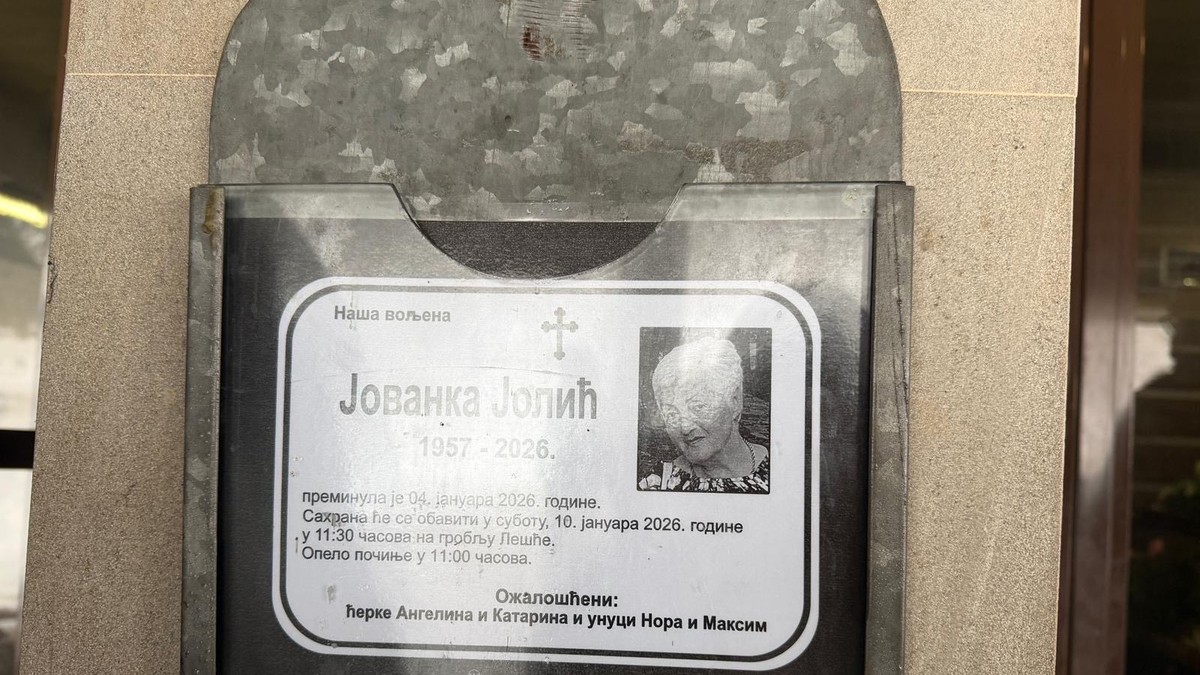 Наша вољена
Јованка Јолић
1957 - 2026.
преминула је 04. јануара 2026. године.
Сахрана ће се обавити у суботу, 10. јануара 2026. године
у 11:30 часова на гробљу Лешће.
Опело почиње у 11:00 часова.
Ожалошћени:
ћерке Ангелина и Катарина и унуци Нора и Максим